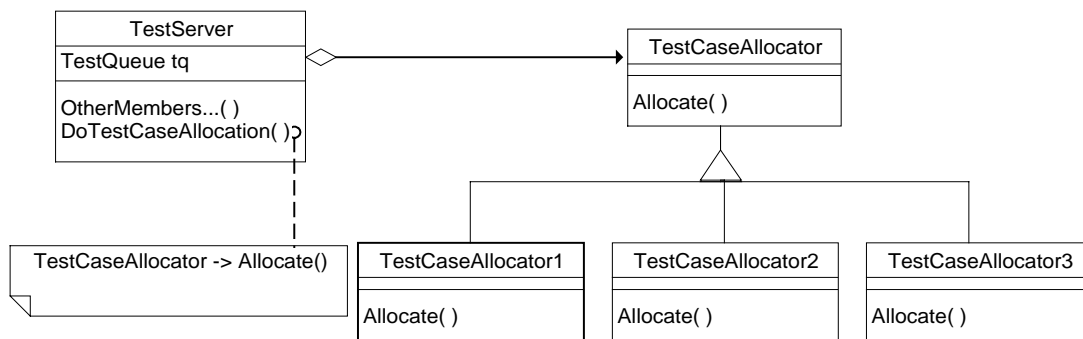 TestServer
TestQueue tq
OtherMembers...( )
DoTestCaseAllocation( )
TestCaseAllocator
Allocate( )
TestCaseAllocator -> Allocate()
TestCaseAllocator1
Allocate( )
TestCaseAllocator2
Allocate( )
TestCaseAllocator3
Allocate( )